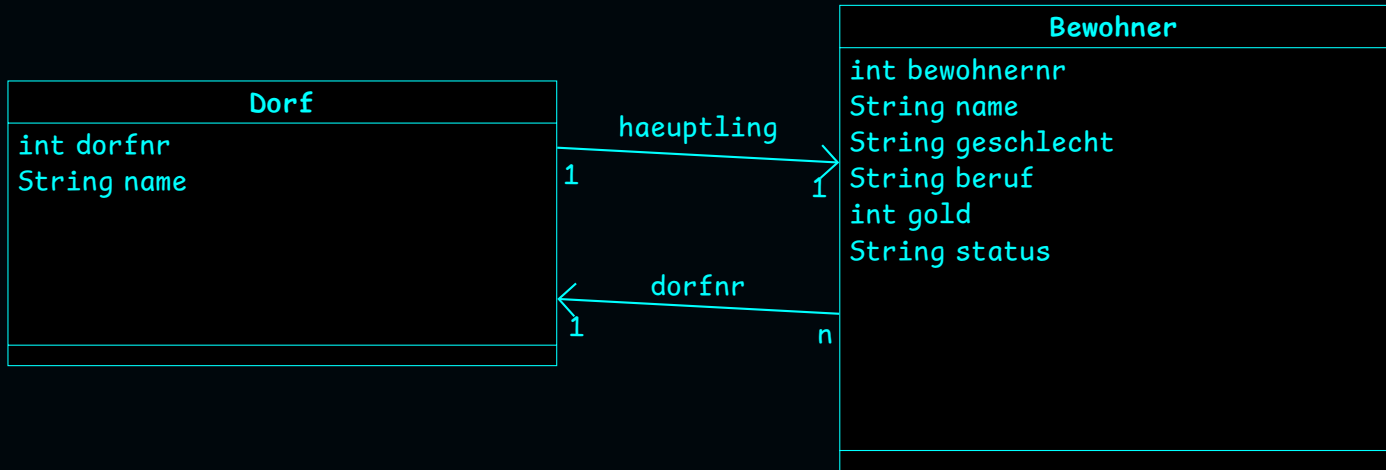 Dorf
int dorfnr
String name
haeuptling
1
1
dorfnr
1
n
Bewohner
int bewohnernr
String name
String geschlecht
String beruf
int gold
String status